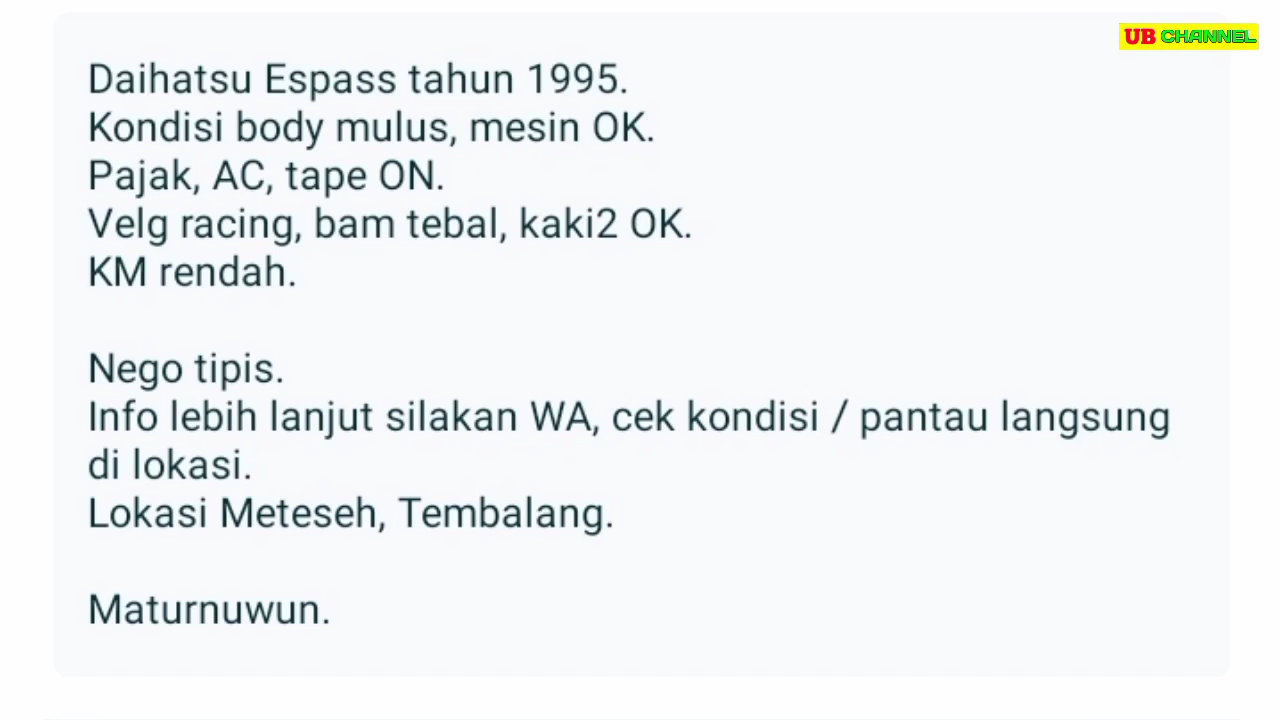 UB CHANNEL
Daihatsu Espass tahun 1995.
Kondisi body mulus, mesin OK.
Pajak, AC, tape ON.
Velg racing, bam tebal, kaki2 OK.
KM rendah.
Nego tipis.
Info lebih lanjut silakan WA, cek kondisi / pantau langsung
di lokasi.
Lokasi Meteseh, Tembalang.
Maturnuwun.